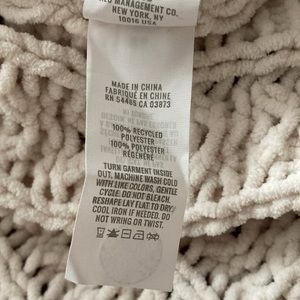 MANAGEMENT CO.
NEW YORK, NY
10016 USA
MADE IN CHINA
FABRIQUÉ EN CHINE
RN 54485 CA 03873
100% RECYCLED
POLYESTER
100% POLYESTER
RÉGÉNÉRÉ
TURN GARMENT INSIDE
OUT. MACHINE WASH COLD
WITH LIKE COLORS, GENTLE
CYCLE. DO NOT BLEACH.
RESHAPE LAY FLAT TO DRY.
COOL IRON IF NEEDED. DO
NOT WRING OR TWIST.